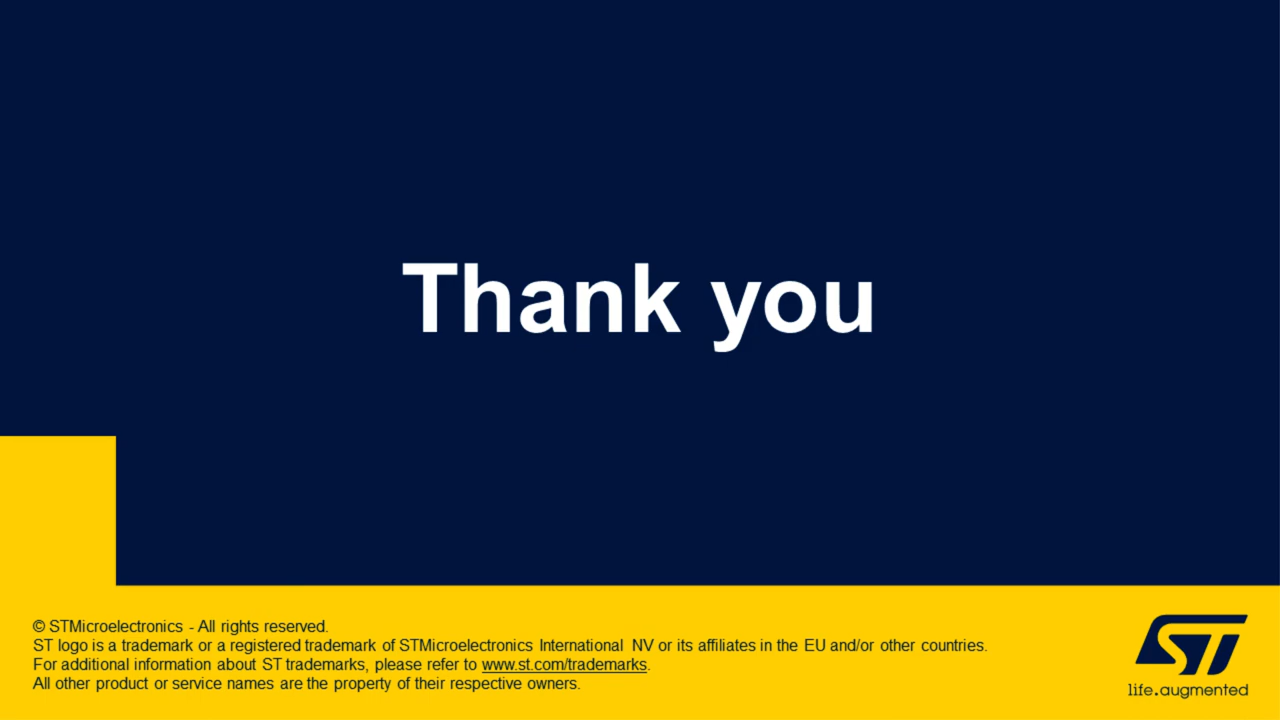 Thank you
© STMicroelectronics - All rights reserved.
ST logo is a trademark or a registered trademark of STMicroelectronics International NV or its affiliates in the EU and/or other countries.
For additional information about ST trademarks, please refer to www.st.com/trademarks.
All other product or service names are the property of their respective owners.
ST
life.augmented